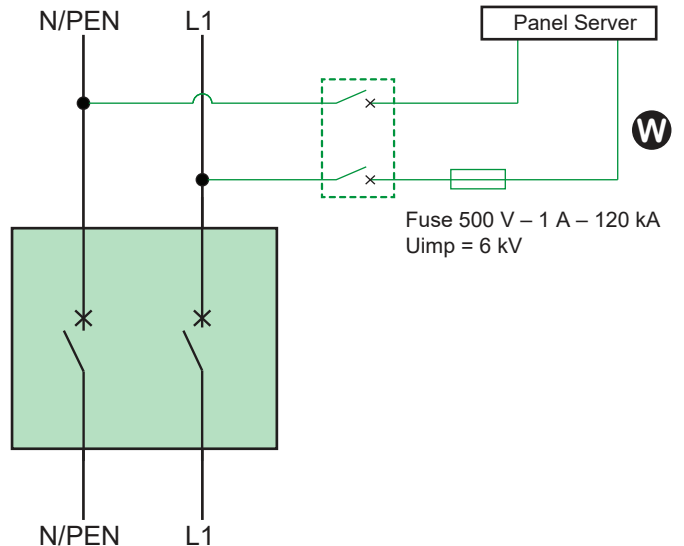 N/PEN L1
Panel Server
W
Fuse 500 V – 1 A – 120 kA
Uimp = 6 kV
N/PEN L1